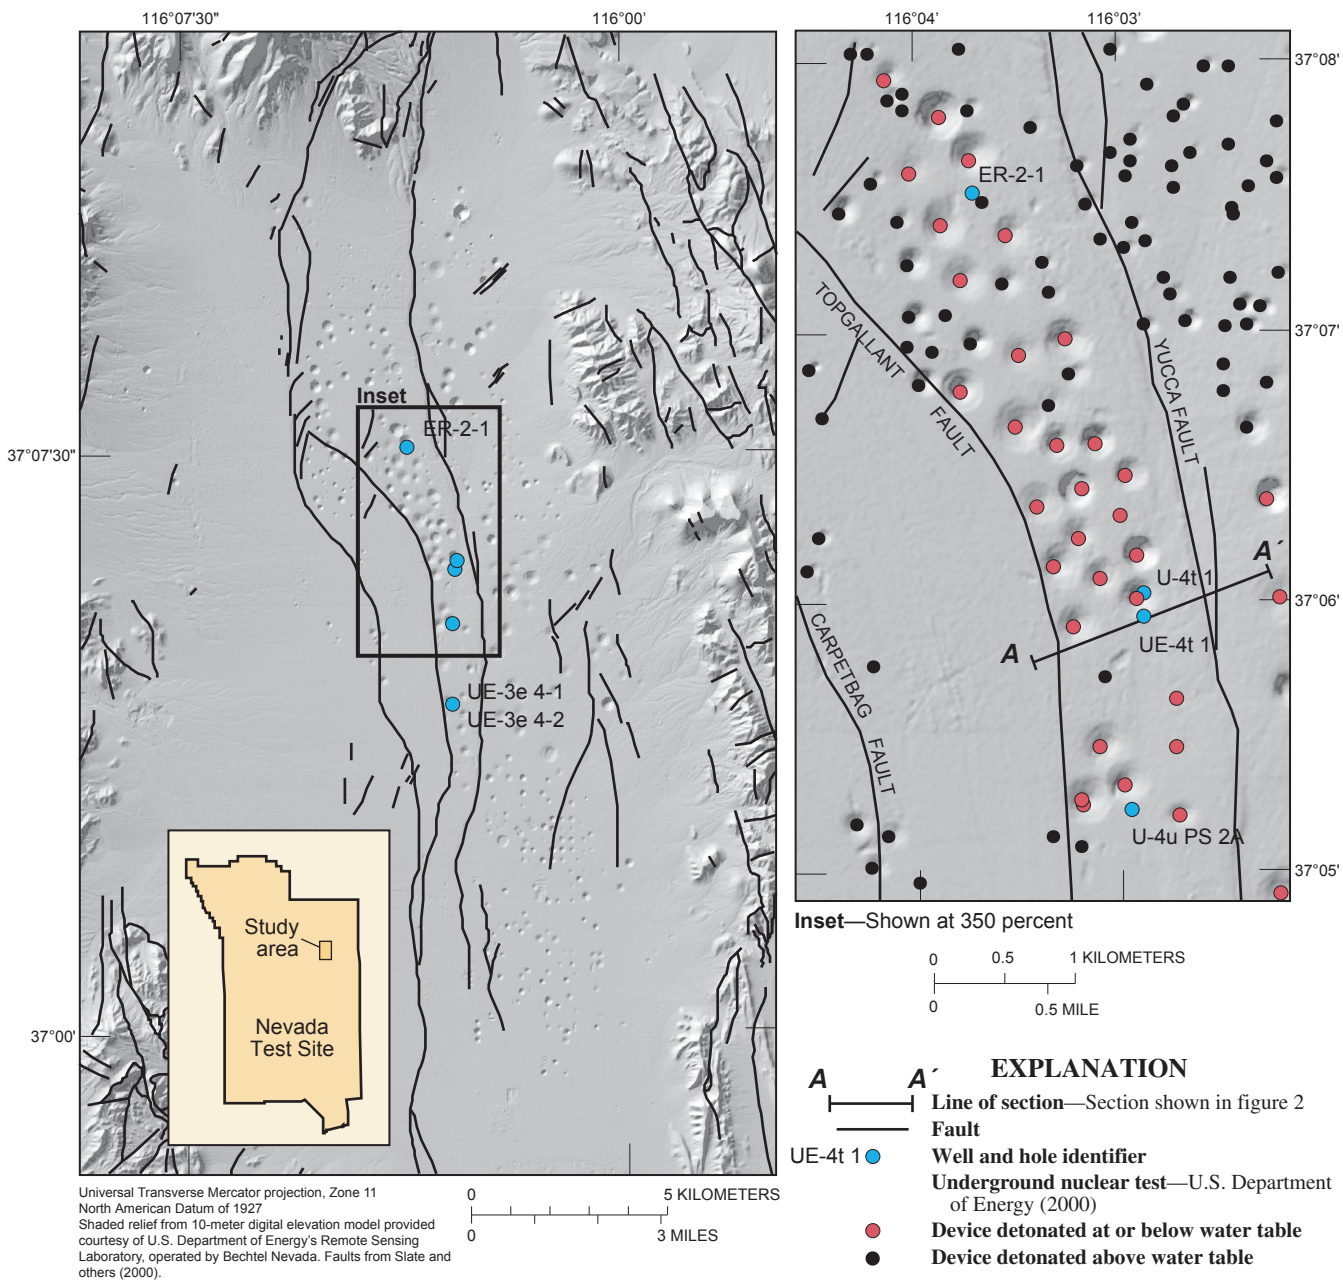 116°07'30"
116°00'
116°04'
116°03'
37°08'
ER-2-1
TOPGALLANT FAULT
YUCCA FAULT
37°07'
Inset
ER-2-1
37°07'30"
A
A´
U-4t 1
UE-4t 1
37°06'
CARPETBAG FAULT
UE-3e 4-1
UE-3e 4-2
U-4u PS 2A
37°05'
Study
area
Nevada
Test Site
37°00'
Inset—Shown at 350 percent
0 0.5 1 KILOMETERS
0 0.5 MILE
EXPLANATION
A A´
Line of section—Section shown in figure 2
Fault
UE-4t 1 Well and hole identifier
Underground nuclear test—U.S. Department
of Energy (2000)
Device detonated at or below water table
Device detonated above water table
Universal Transverse Mercator projection, Zone 11
North American Datum of 1927
Shaded relief from 10-meter digital elevation model provided
courtesy of U.S. Department of Energy's Remote Sensing
Laboratory, operated by Bechtel Nevada. Faults from Slate and
others (2000).
0 5 KILOMETERS
0 3 MILES